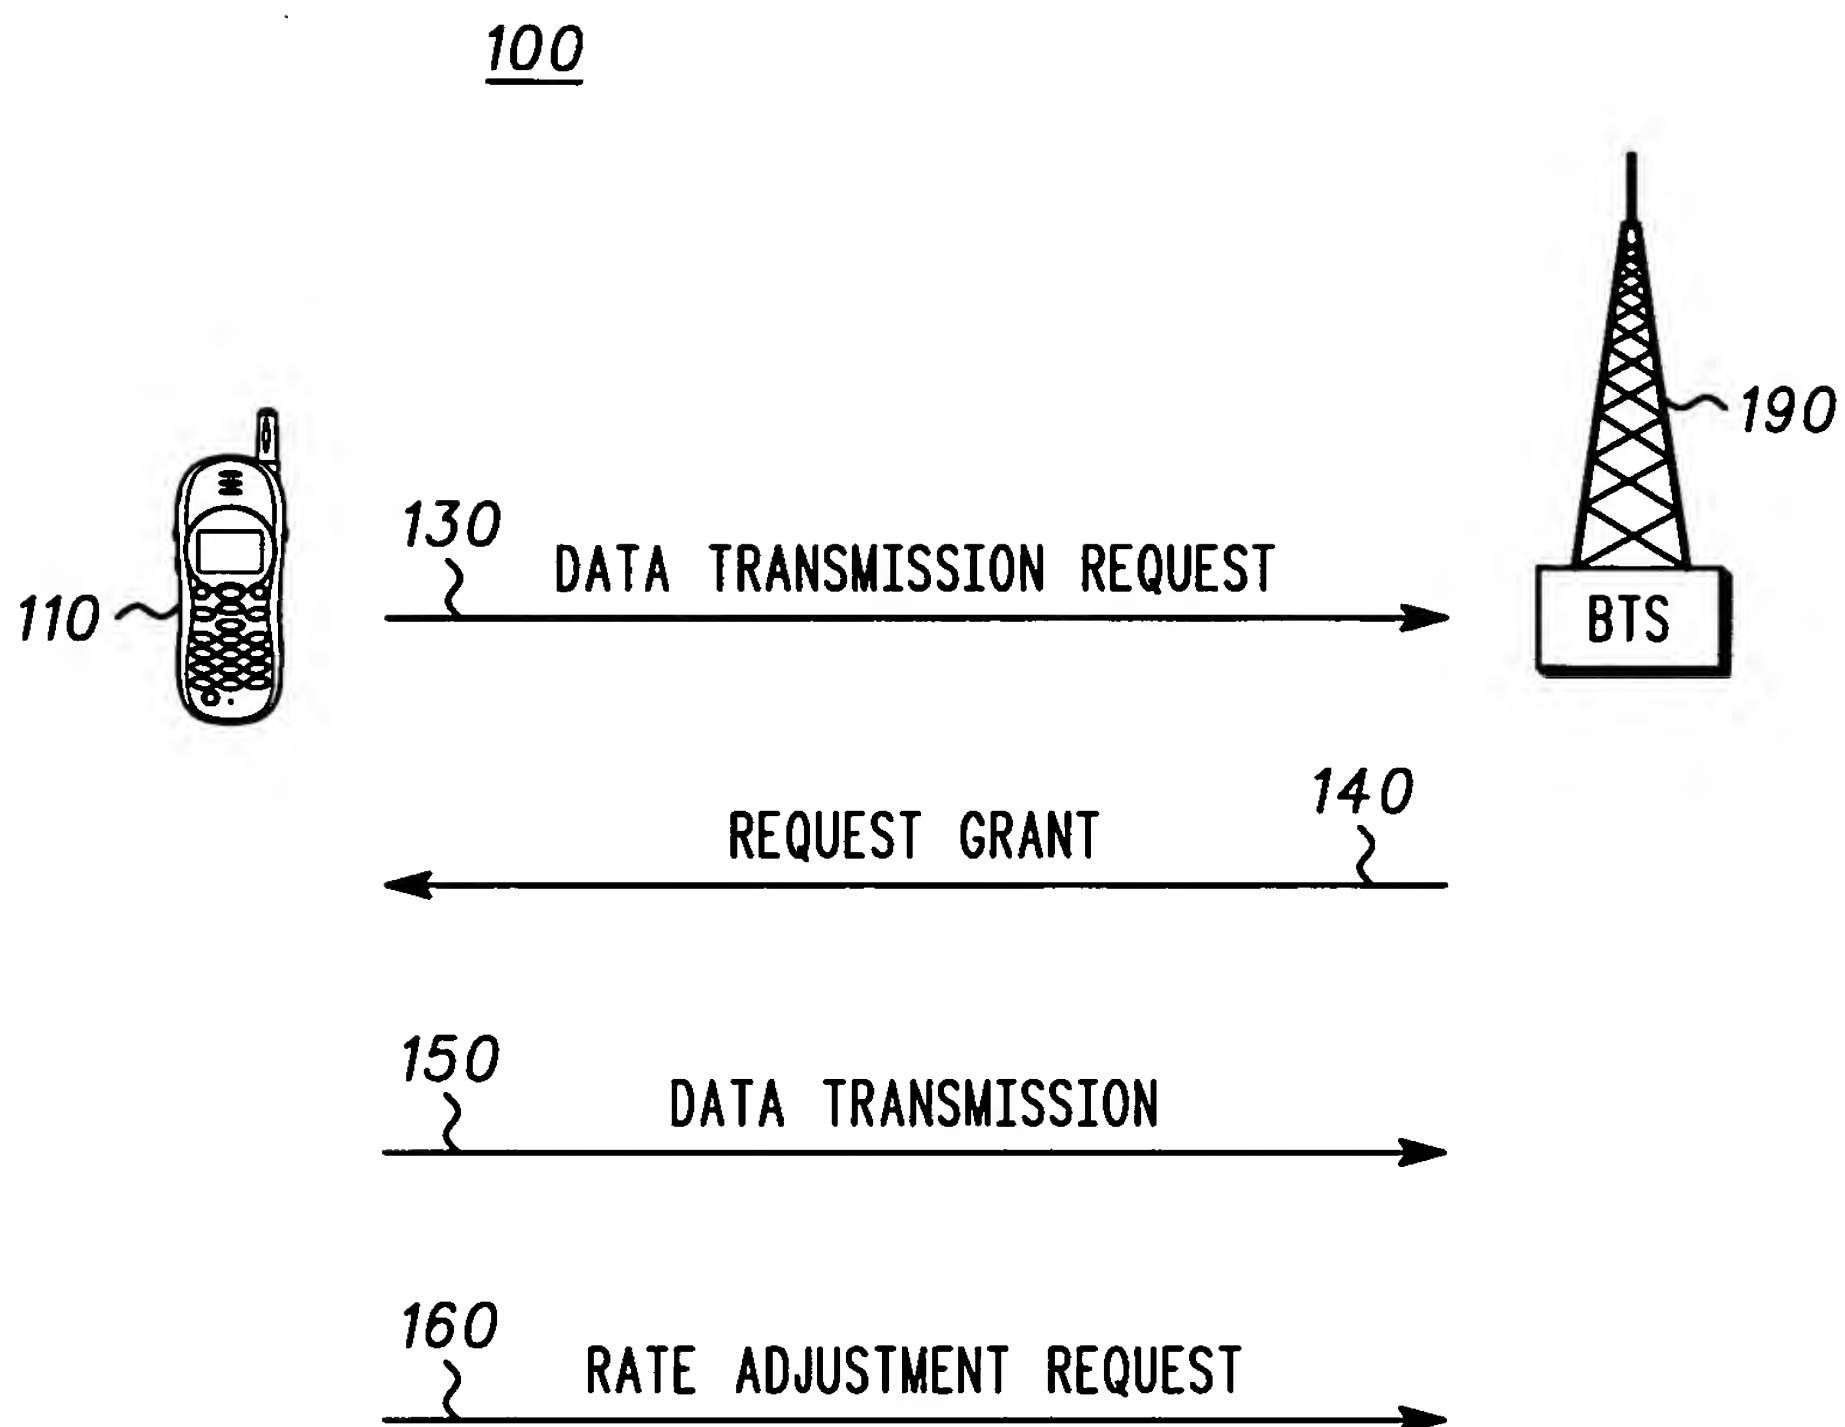 100
190
130
DATA TRANSMISSION REQUEST
110
BTS
140
REQUEST GRANT
150
DATA TRANSMISSION
160
RATE ADJUSTMENT REQUEST